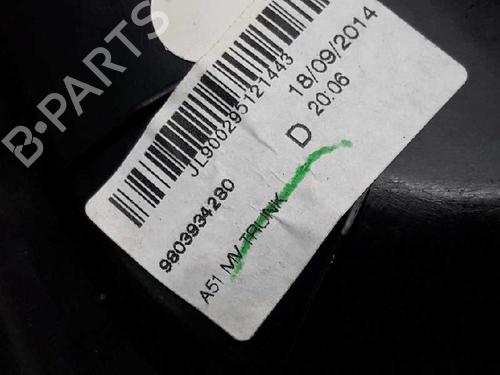 B-PARTS
JL900295121443
18/09/2014
20:06
9803934280
D
A51 MV TRUNK